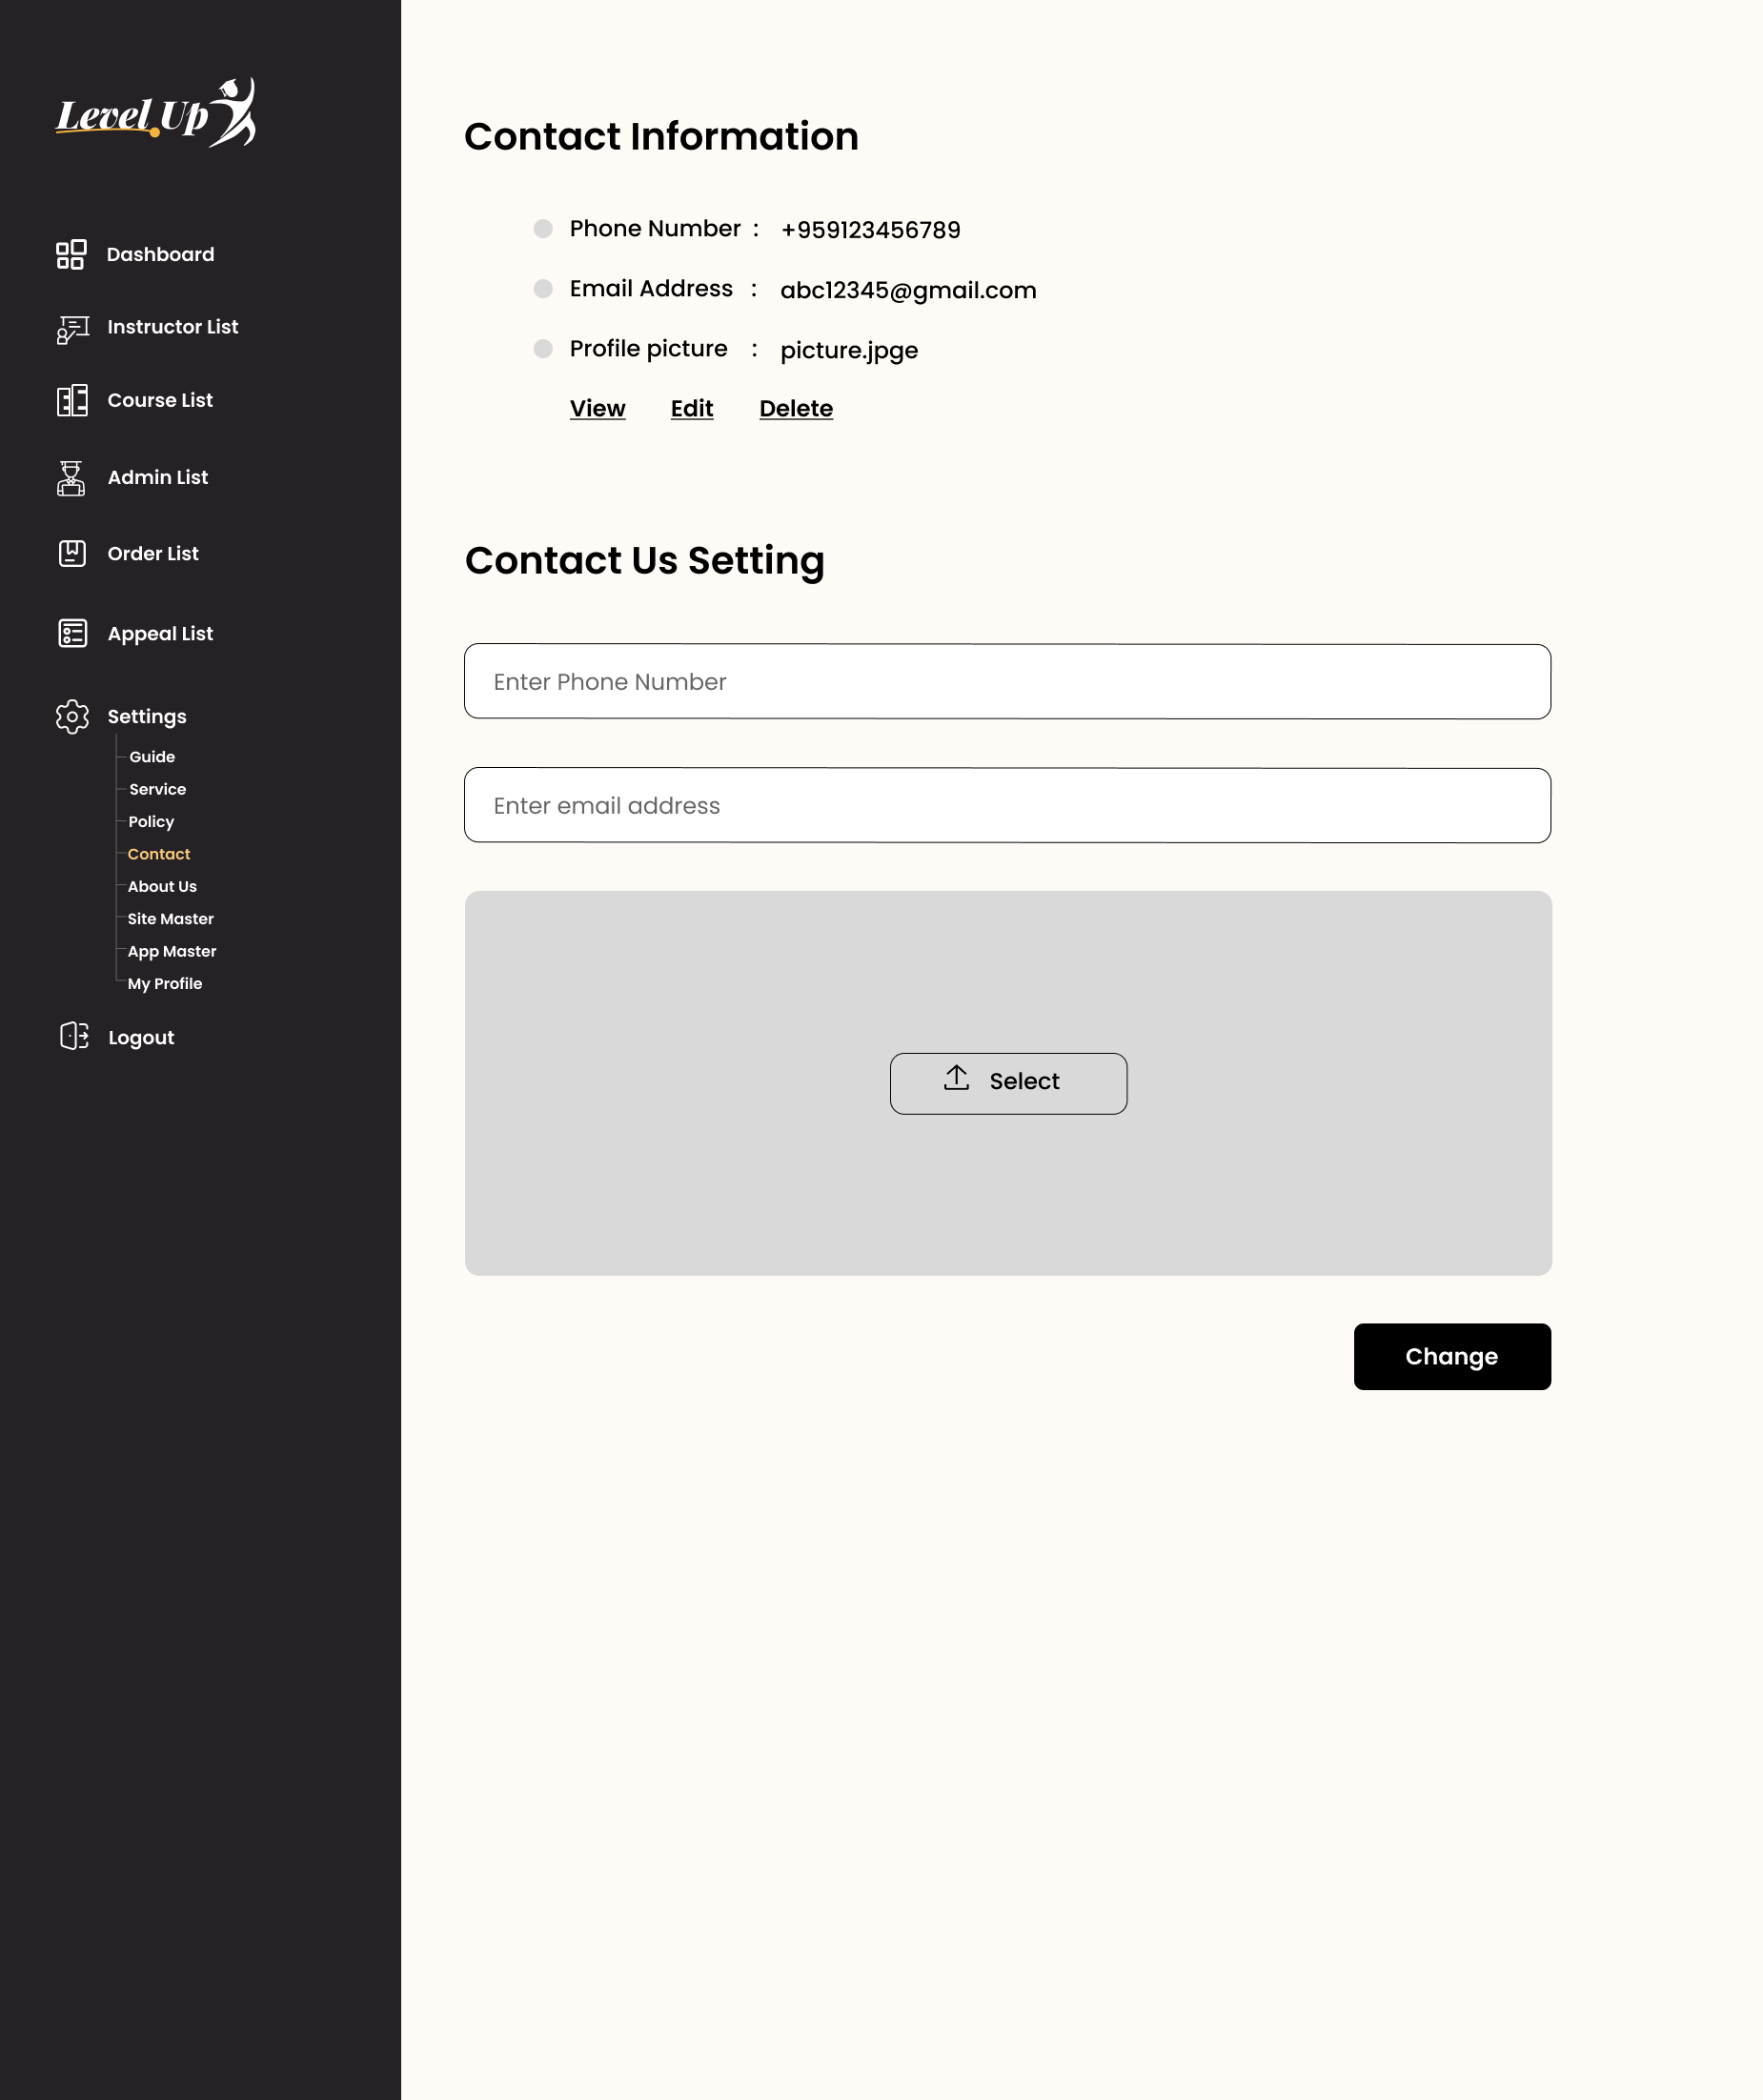 Level Up
Dashboard
Instructor List
Course List
Admin List
Order List
Appeal List
Settings
Guide
Service
Policy
Contact
About Us
Site Master
App Master
My Profile
Logout
Contact Information
Phone Number : +959123456789
Email Address : abc12345@gmail.com
Profile picture : picture.jpge
View Edit Delete
Contact Us Setting
Enter Phone Number
Enter email address
Select
Change